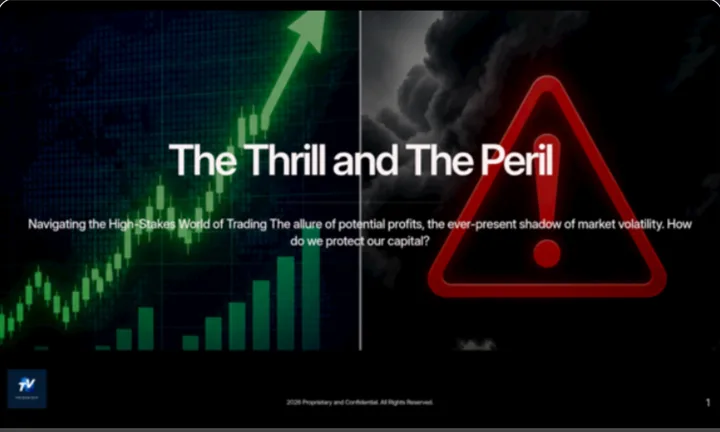 The Thrill and The Peril
Navigating the High-Stakes World of Trading The allure of potential profits, the ever-present shadow of market volatility. How
do we protect our capital?
TV
2026 Proprietary and Confidential. All Rights Reserved.
1